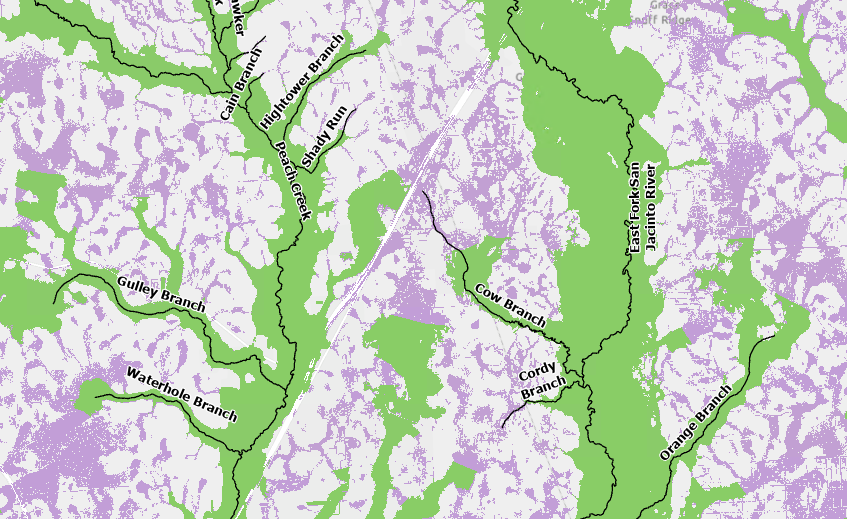 Grass
Cain Branch
Hightower Branch
Shady Run
Peach Creek
East Fork San
Jacinto River
Gulley Branch
Cow Branch
Waterhole Branch
Cordy
Branch
Orange Branch